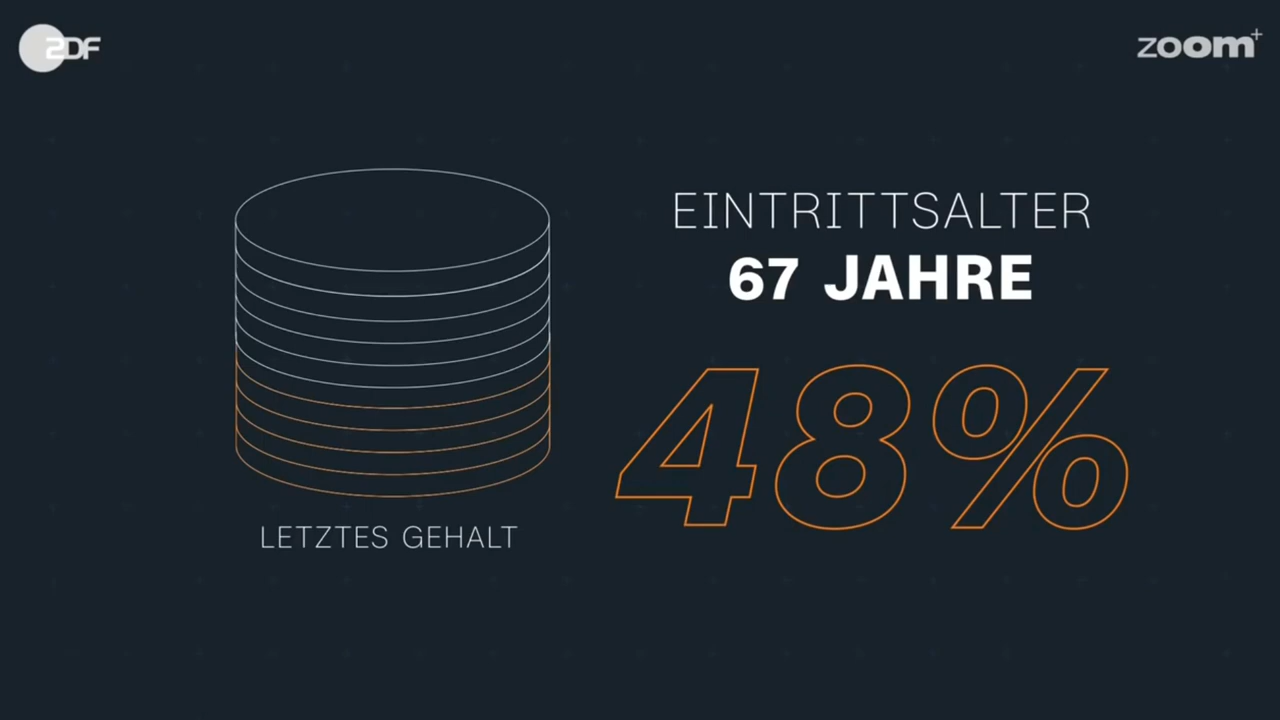 ZDF
zoom+
EINTRITTSALTER
67 JAHRE
48%
LETZTES GEHALT